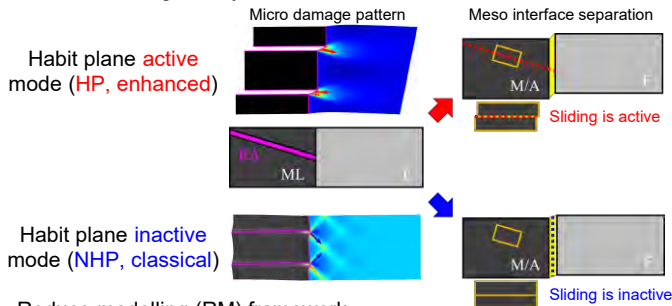 Micro damage pattern
Meso interface separation
Habit plane active
mode (HP, enhanced)
M/A
F
Sliding is active
RA
ML
Habit plane inactive
mode (NHP, classical)
M/A
F
Sliding is inactive